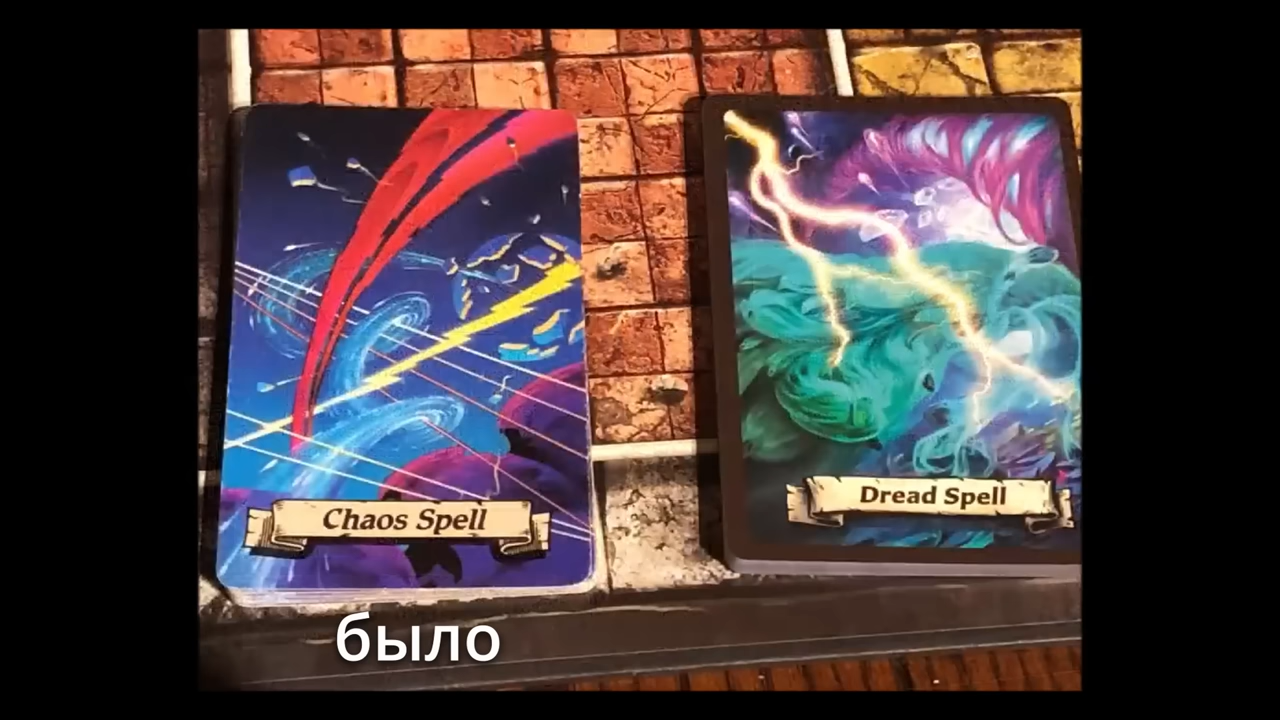 Chaos Spell
Dread Spell
было